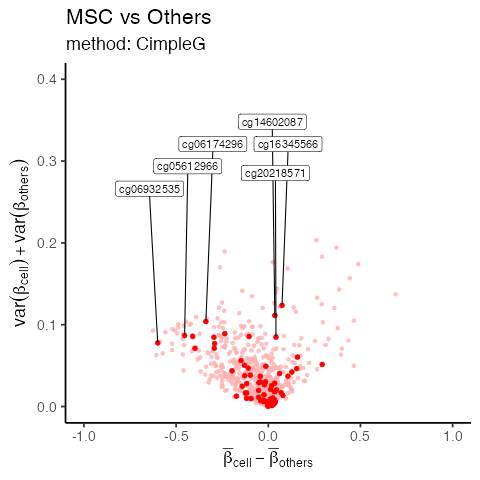 MSC vs Others
method: CimpleG
0.4
0.3
0.2
0.1
0.0
var(βcell) + var(βothers)
cg14602087
cg06174296
cg16345566
cg05612966
cg20218571
cg06932535
-1.0
-0.5
0.0
0.5
1.0
β̅cell − β̅others